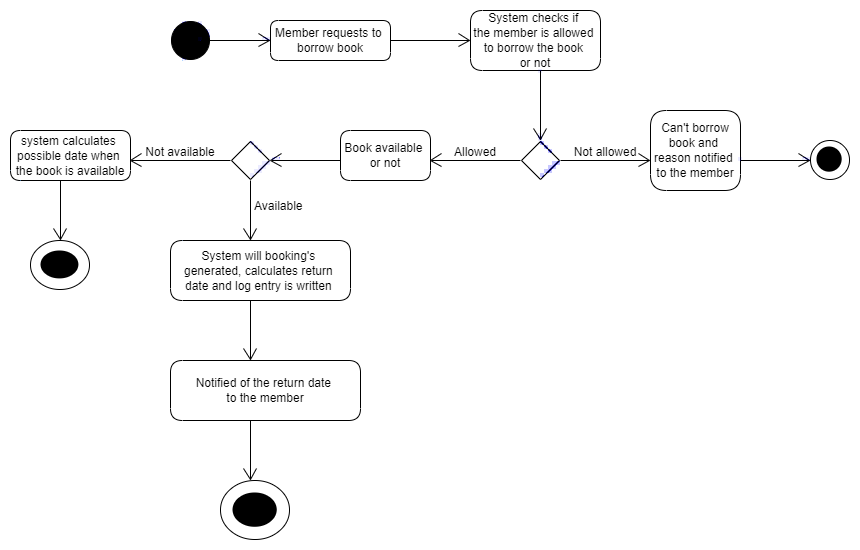 Member requests to
borrow book
System checks if
the member is allowed
to borrow the book
or not
system calculates
possible date when
the book is available
Not available
Book available
or not
Allowed
Not allowed
Can't borrow
book and
reason notified
to the member
Available
System will booking's
generated, calculates return
date and log entry is written
Notified of the return date
to the member